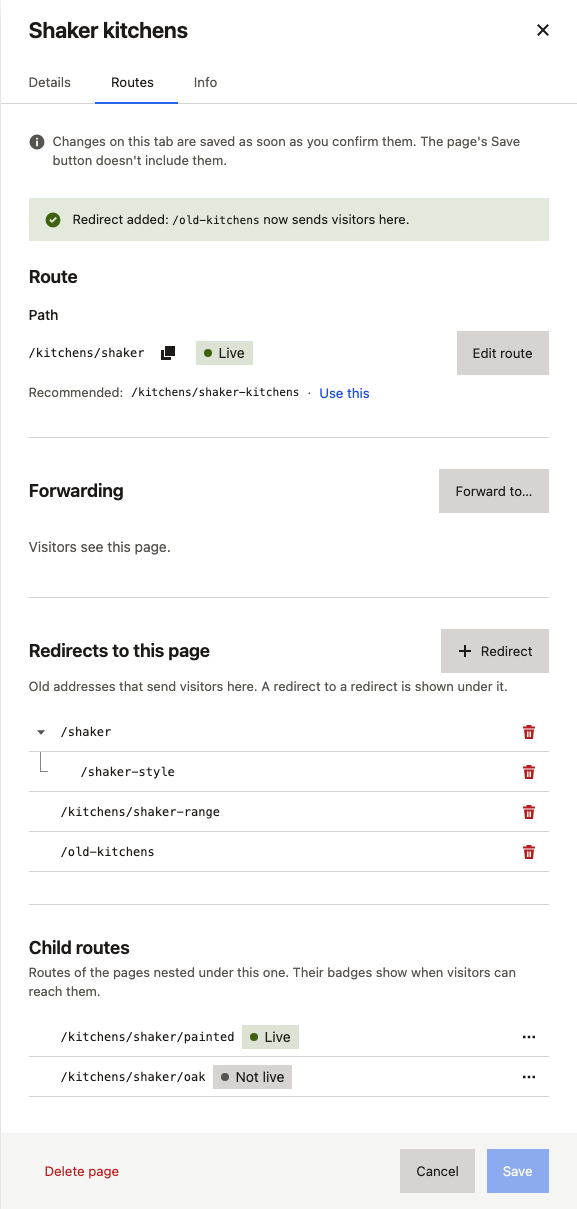 Shaker kitchens
Details
Routes
Info
Changes on this tab are saved as soon as you confirm them. The page's Save
button doesn't include them.
Redirect added: /old-kitchens now sends visitors here.
Route
Path
/kitchens/shaker
Live
Edit route
Recommended: /kitchens/shaker-kitchens · Use this
Forwarding
Forward to...
Visitors see this page.
Redirects to this page
Redirect
Old addresses that send visitors here. A redirect to a redirect is shown under it.
/shaker
/shaker-style
/kitchens/shaker-range
/old-kitchens
Child routes
Routes of the pages nested under this one. Their badges show when visitors can
reach them.
/kitchens/shaker/painted
Live
/kitchens/shaker/oak
Not live
Delete page
Cancel
Save